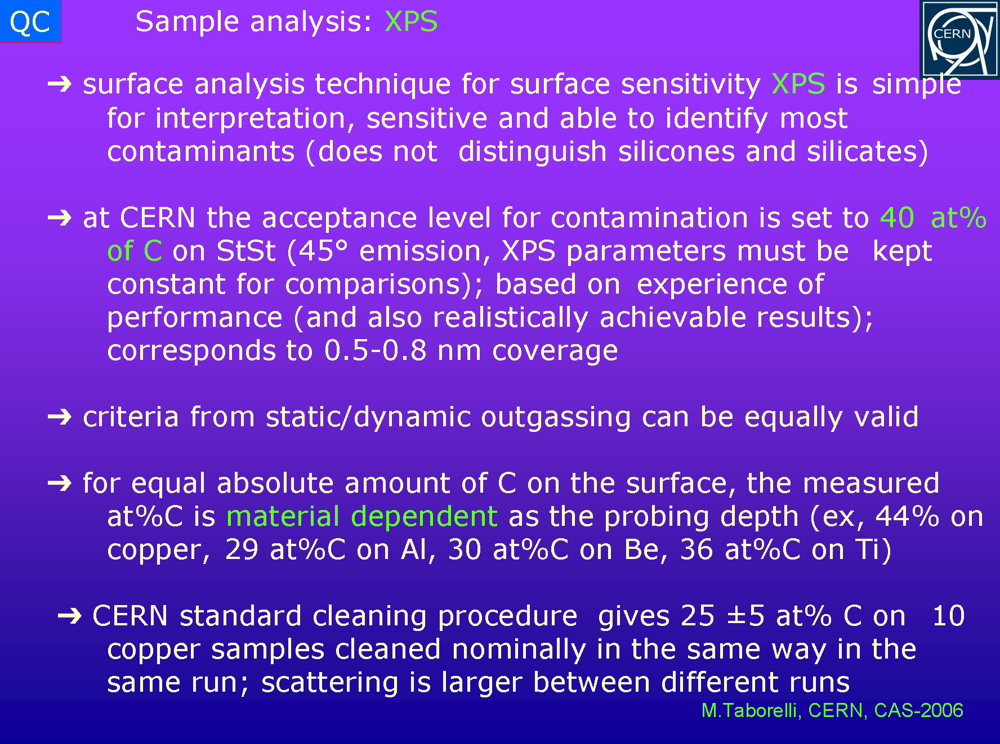 QC
Sample analysis: XPS
CERN
➔ surface analysis technique for surface sensitivity XPS is simple
for interpretation, sensitive and able to identify most
contaminants (does not distinguish silicones and silicates)
➔ at CERN the acceptance level for contamination is set to 40 at%
of C on StSt (45° emission, XPS parameters must be kept
constant for comparisons); based on experience of
performance (and also realistically achievable results);
corresponds to 0.5-0.8 nm coverage
➔ criteria from static/dynamic outgassing can be equally valid
➔ for equal absolute amount of C on the surface, the measured
at%C is material dependent as the probing depth (ex, 44% on
copper, 29 at%C on Al, 30 at%C on Be, 36 at%C on Ti)
➔ CERN standard cleaning procedure gives 25 ±5 at% C on 10
copper samples cleaned nominally in the same way in the
same run; scattering is larger between different runs
M.Taborelli, CERN, CAS-2006